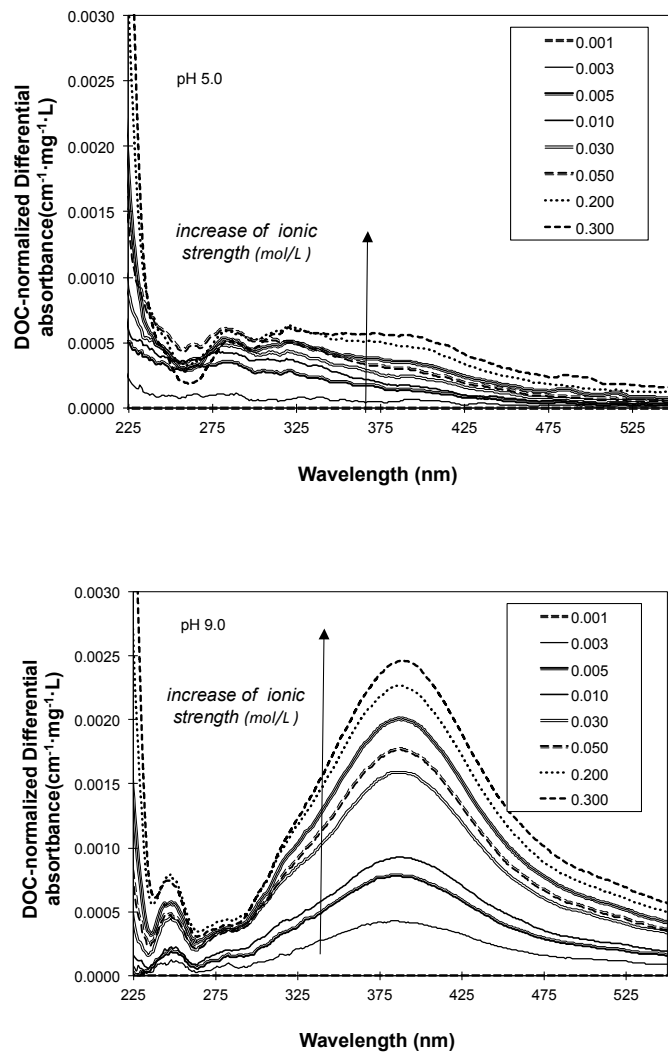 DOC-normalized Differential
absortbance(cm-1·mg-1·L)
0.0030
0.0025
0.0020
0.0015
0.0010
0.0005
0.0000
pH 5.0
increase of ionic
strength (mol/L )
0.001
0.003
0.005
0.010
0.030
0.050
0.200
0.300
225 275 325 375 425 475 525
Wavelength (nm)
DOC-normalized Differential
absortbance(cm-1·mg-1·L)
0.0030
0.0025
0.0020
0.0015
0.0010
0.0005
0.0000
pH 9.0
increase of ionic
strength (mol/L )
0.001
0.003
0.005
0.010
0.030
0.050
0.200
0.300
225 275 325 375 425 475 525
Wavelength (nm)